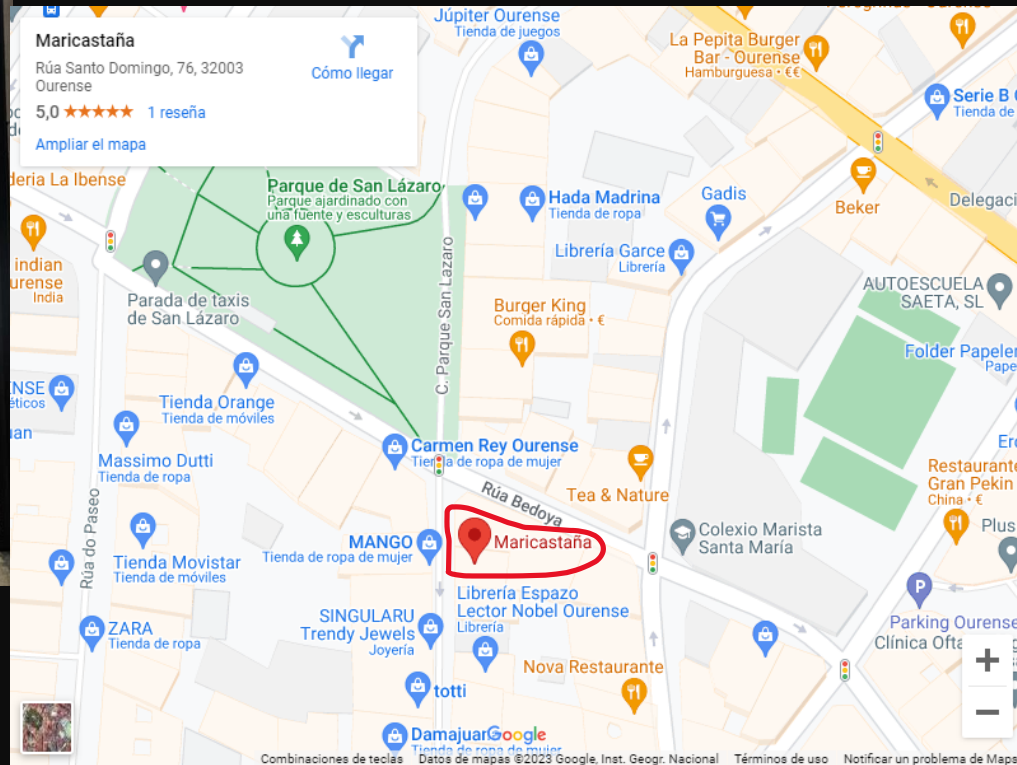 Maricastaña
Rúa Santo Domingo, 76, 32003
Ourense
5,0
1 reseña
Ampliar el mapa
Cómo llegar
Júpiter Ourense
Tienda de juegos
La Pepita Burger
Bar - Ourense
Hamburguesa • €€
Serie B
Tienda de
Beker
Delegaci
dería La Ibense
Parque de San Lázaro
Parque ajardinado con
una fuente y esculturas
Hada Madrina
Tienda de ropa
Gadis
Librería Garce
Librería
indian
urense
India
Parada de taxis
de San Lázaro
C. Parque San Lazaro
Burger King
Comida rápida • €
AUTOESCUELA
SAETA, SL
Folder Papeler
Pape
NSE
éticos
uan
Tienda Orange
Tienda de móviles
Massimo Dutti
Tienda de ropa
Carmen Rey Ourense
Tienda de ropa de mujer
Rúa Bedoya
Tea & Nature
Restaurante
Gran Pekin
China • €
Rúa do Paseo
Tienda Movistar
Tienda de móviles
MANGO
Tienda de ropa de mujer
Maricastaña
Colexio Marista
Santa María
Plus
P
Parking Ourense
Clínica Ofta
Librería Espazo
Lector Nobel Ourense
Librería
ZARA
Tienda de ropa
SINGULARU
Trendy Jewels
Joyería
Nova Restaurante
totti
Damajuan
Google
Tienda de ropa de mujer
Combinaciones de teclas
Datos de mapas ©2023 Google, Inst. Geogr. Nacional
Términos de uso
Notificar un problema de Maps